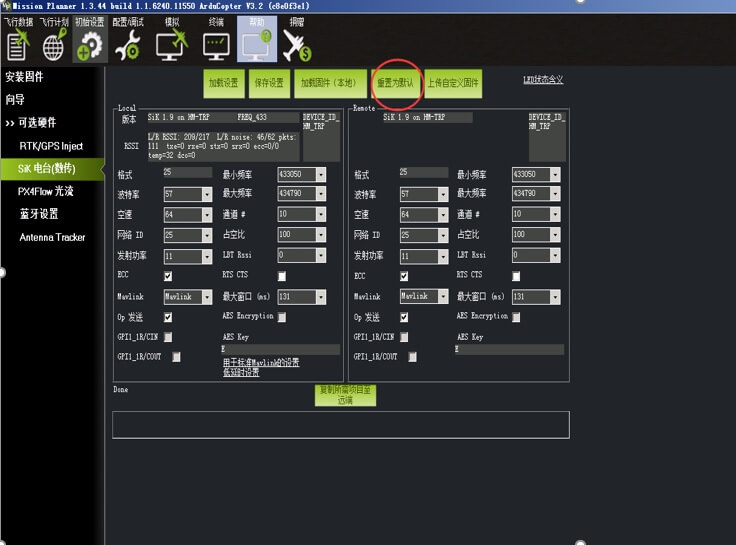 Mission Planner 1.3.44 build 1.1.6240.11550 ArduCopter V3.2 (c8e0f3e1)
飞行数据 飞行计划 初始设置 配置/调试 模拟 终端 帮助 捐赠
安装固件
向导
>> 可选硬件
RTK/GPS Inject
SiK 电台(数传)
PX4Flow 光流
蓝牙设置
Antenna Tracker
加载设置 保存设置 加载固件（本地） 重置为默认 上传自定义固件 LED状态含义
Local
版本 SiK 1.9 on HM-TRP FREQ_433 DEVICE_ID_HM_TRP
RSSI L/R RSSI: 209/217 L/R noise: 46/62 pkts:
111 txe=0 rxe=0 stx=0 srx=0 ecc=0/0
temp=32 dco=0
格式 25 最小频率 433050
波特率 57 最大频率 434790
空速 64 通道 # 10
网络 ID 25 占空比 100
发射功率 11 LBT Rssi 0
ECC RTS CTS
Mavlink Mavlink 最大窗口 (ms) 131
Op 发送 AES Encryption
GPI1_1R/CIN AES Key
GPI1_1R/COUT E
用于标准Mavlink的设置
低延时设置
Remote
SiK 1.9 on HM-TRP DEVICE_ID_HM_TRP
格式 25 最小频率 433050
波特率 57 最大频率 434790
空速 64 通道 # 10
网络 ID 25 占空比 100
发射功率 11 LBT Rssi 0
ECC RTS CTS
Mavlink Mavlink 最大窗口 (ms) 131
Op 发送 AES Encryption
GPI1_1R/CIN AES Key
GPI1_1R/COUT E
Done
复制所需项目至
远端